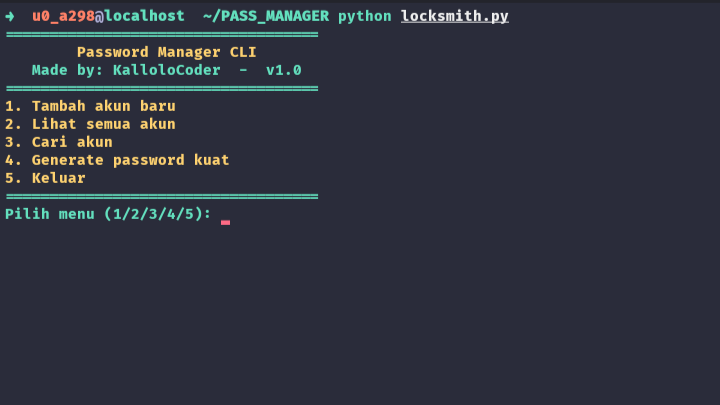 ➜ u0_a298@localhost ~/PASS_MANAGER python locksmith.py
===================================
Password Manager CLI
Made by: KalloloCoder - v1.0
===================================
1. Tambah akun baru
2. Lihat semua akun
3. Cari akun
4. Generate password kuat
5. Keluar
===================================
Pilih menu (1/2/3/4/5): _